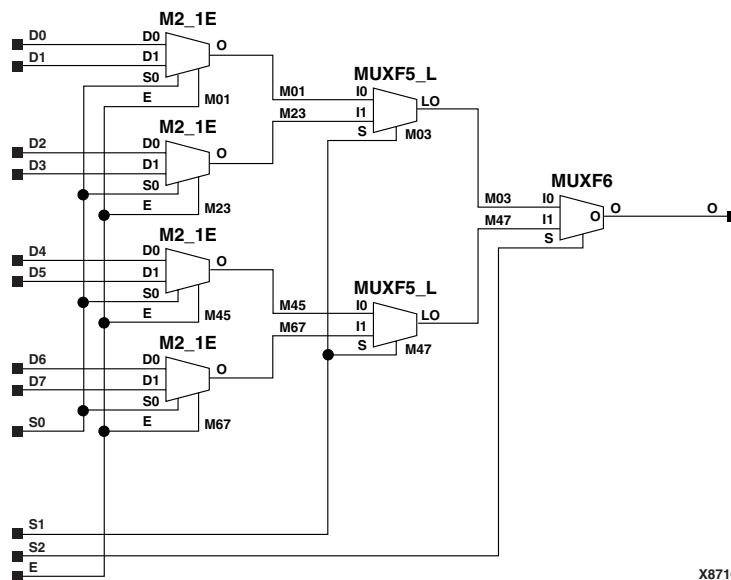 M2_1E
D0 D0 O
D1 D1
S0 M01 I0 MUXF5_L LO
E M01 M23 I1
M2_1E S M03
D2 D0 O
D3 D1
S0 M03 I0 MUXF6
E M23 M47 I1 O O O
M2_1E S
D4 D0 O
D5 D1
S0 M45 I0 MUXF5_L LO
E M45 M67 I1
M2_1E S M47
D6 D0 O
D7 D1
S0
S0 E M67
S1
S2
E